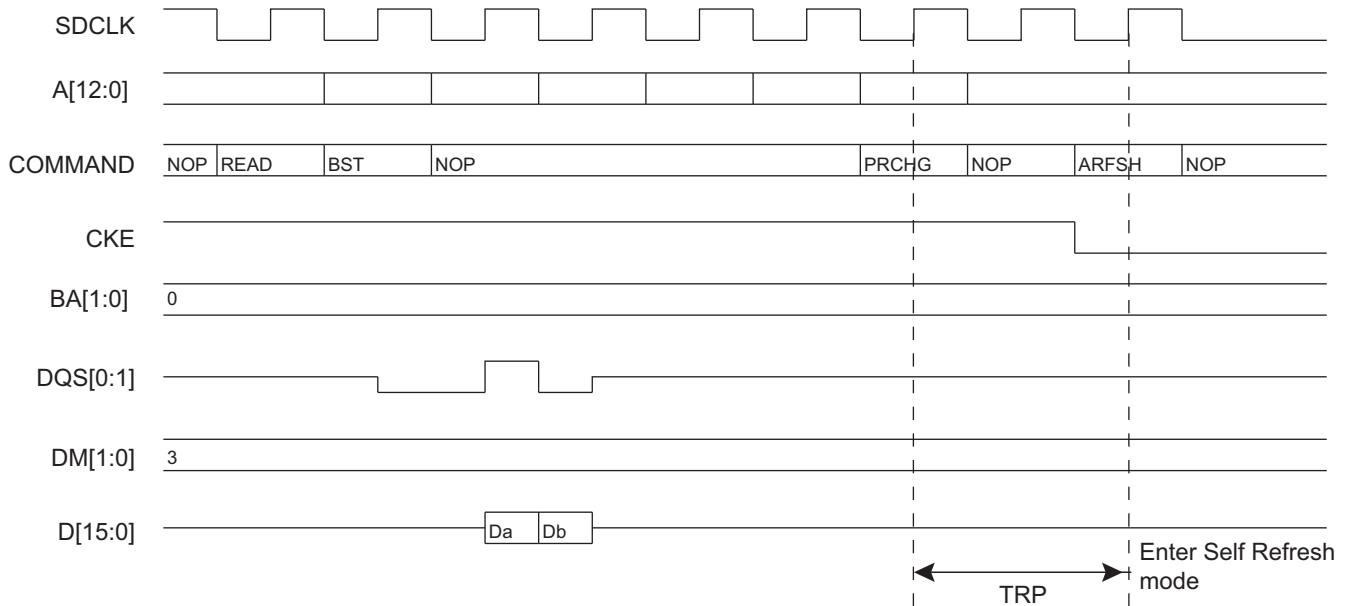 SDCLK
A[12:0]
COMMAND NOP READ BST NOP PRCHG NOP ARFSH NOP
CKE
BA[1:0] 0
DQS[0:1]
DM[1:0] 3
D[15:0] Da Db
Enter Self Refresh
mode
TRP